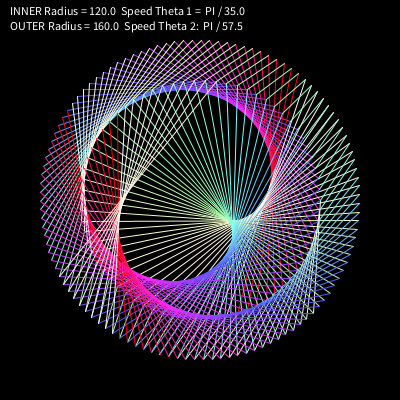 INNER Radius = 120.0  Speed Theta 1 =  PI / 35.0
OUTER Radius = 160.0  Speed Theta 2:  PI / 57.5